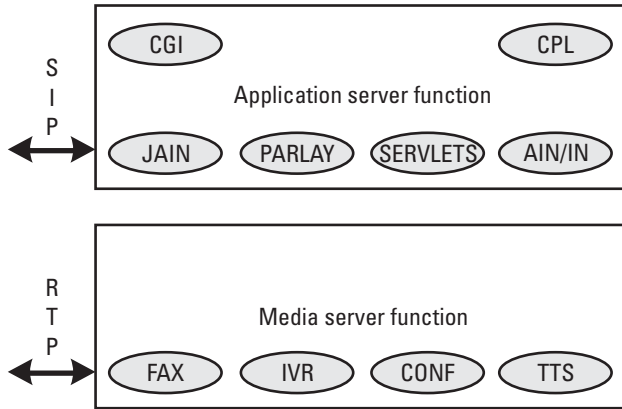 CGI
CPL
S
I
P
Application server function
JAIN
PARLAY
SERVLETS
AIN/IN
R
T
P
Media server function
FAX
IVR
CONF
TTS